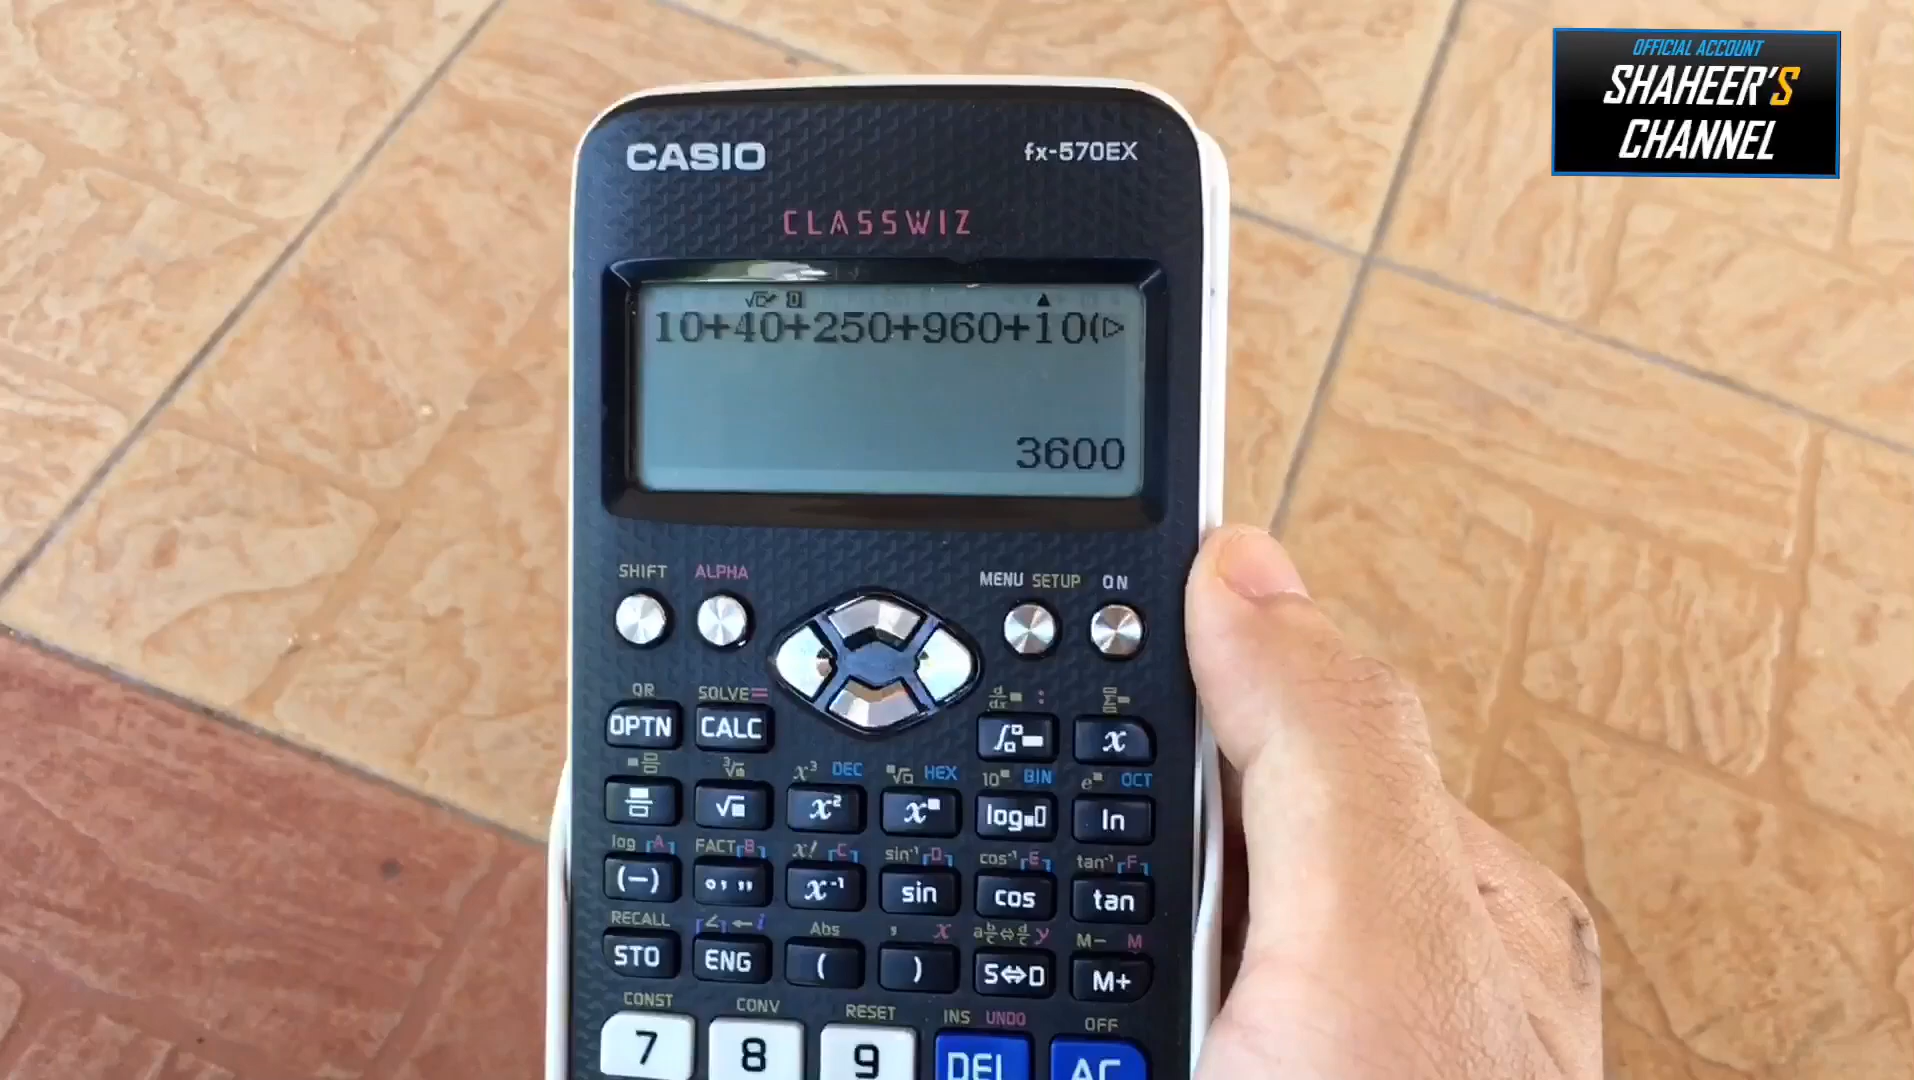 OFFICIAL ACCOUNT
SHAHEER'S
CHANNEL
CASIO fx-570EX
CLASSWIZ
10+40+250+960+10(
3600
SHIFT ALPHA MENU SETUP ON
QR SOLVE = d/dx :
OPTN CALC x
x³ DEC HEX 10 BIN e OCT
x² log ln
log A FACT B x! C sin⁻¹ D cos⁻¹ E tan⁻¹ F
(−) x⁻¹ sin cos tan
RECALL ∠ ← i Abs , x a b/c⇔d/c y M− M
STO ENG ( ) S⇔D M+
CONST CONV RESET INS UNDO OFF
7 8 9 DEL AC